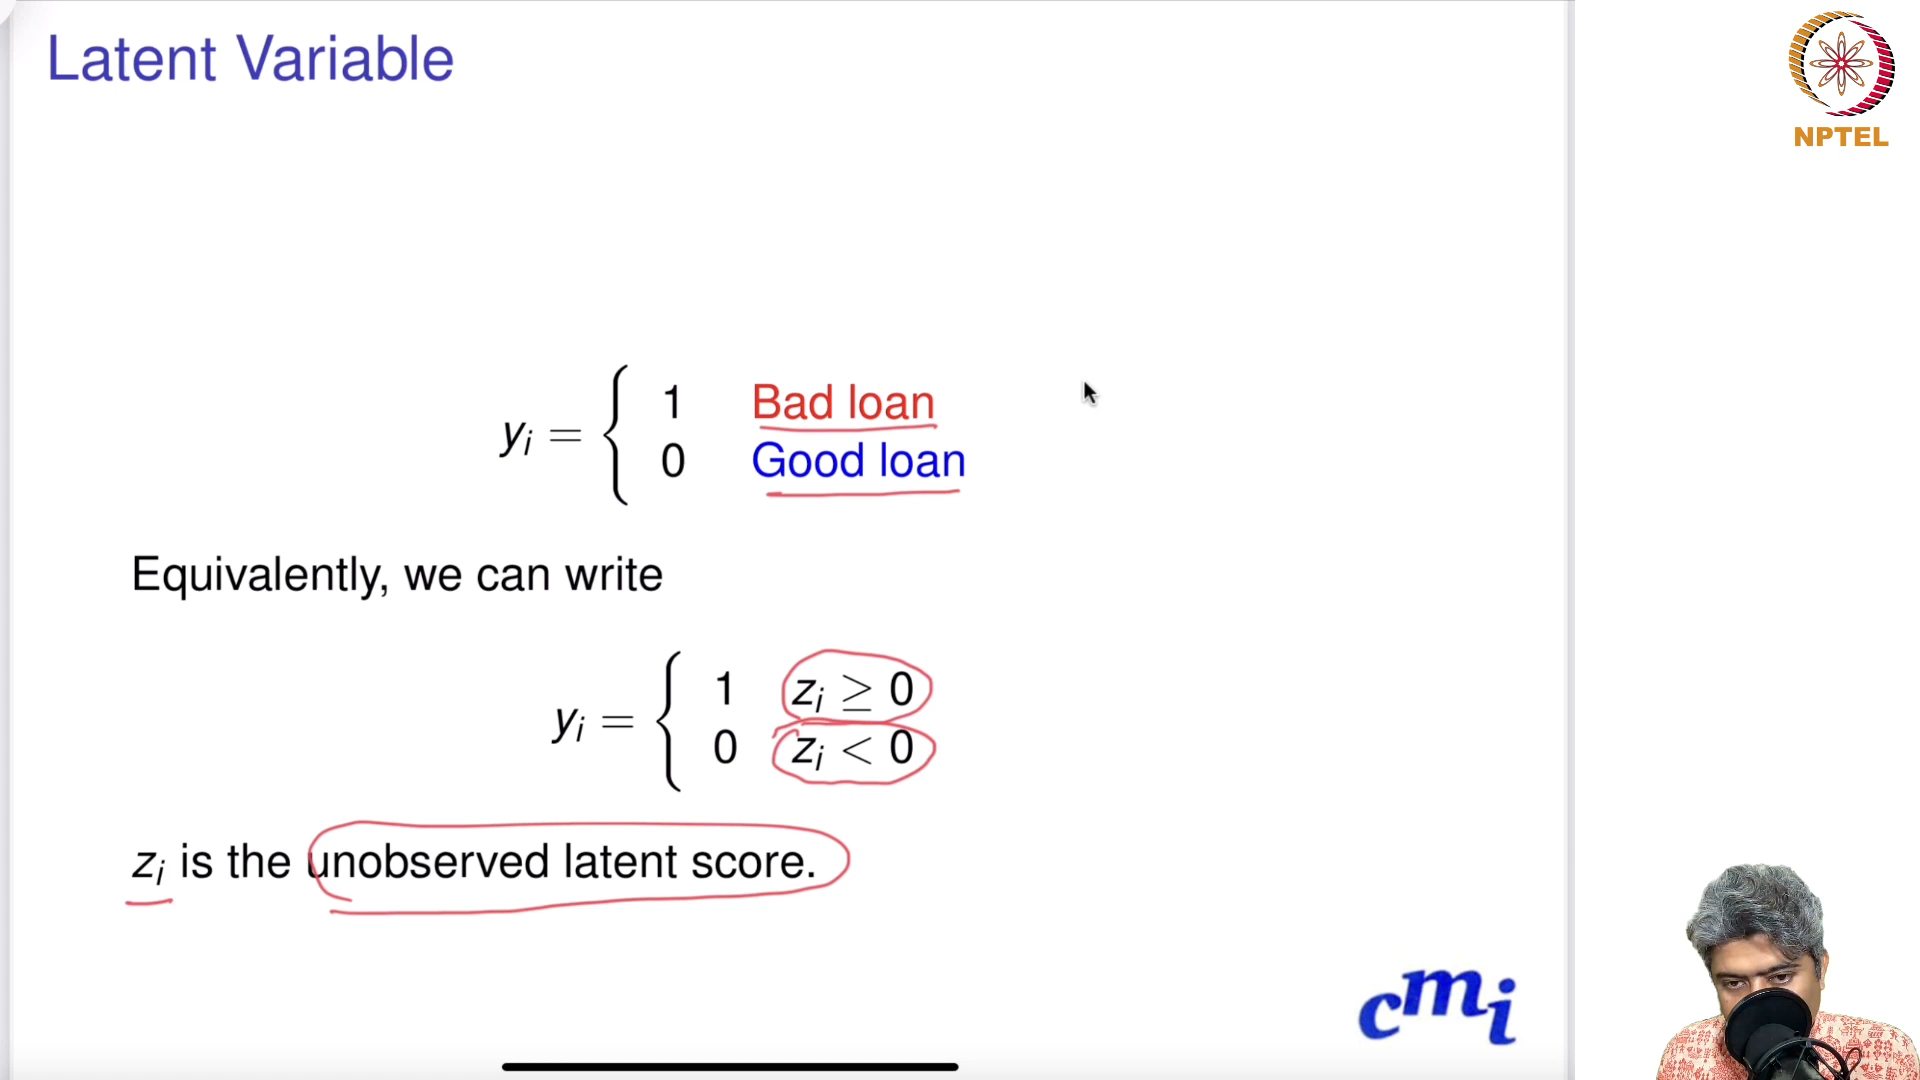 Latent Variable
NPTEL
yᵢ = { 1 Bad loan
0 Good loan
Equivalently, we can write
yᵢ = { 1 zᵢ ≥ 0
0 zᵢ < 0
zᵢ is the unobserved latent score.
cmi